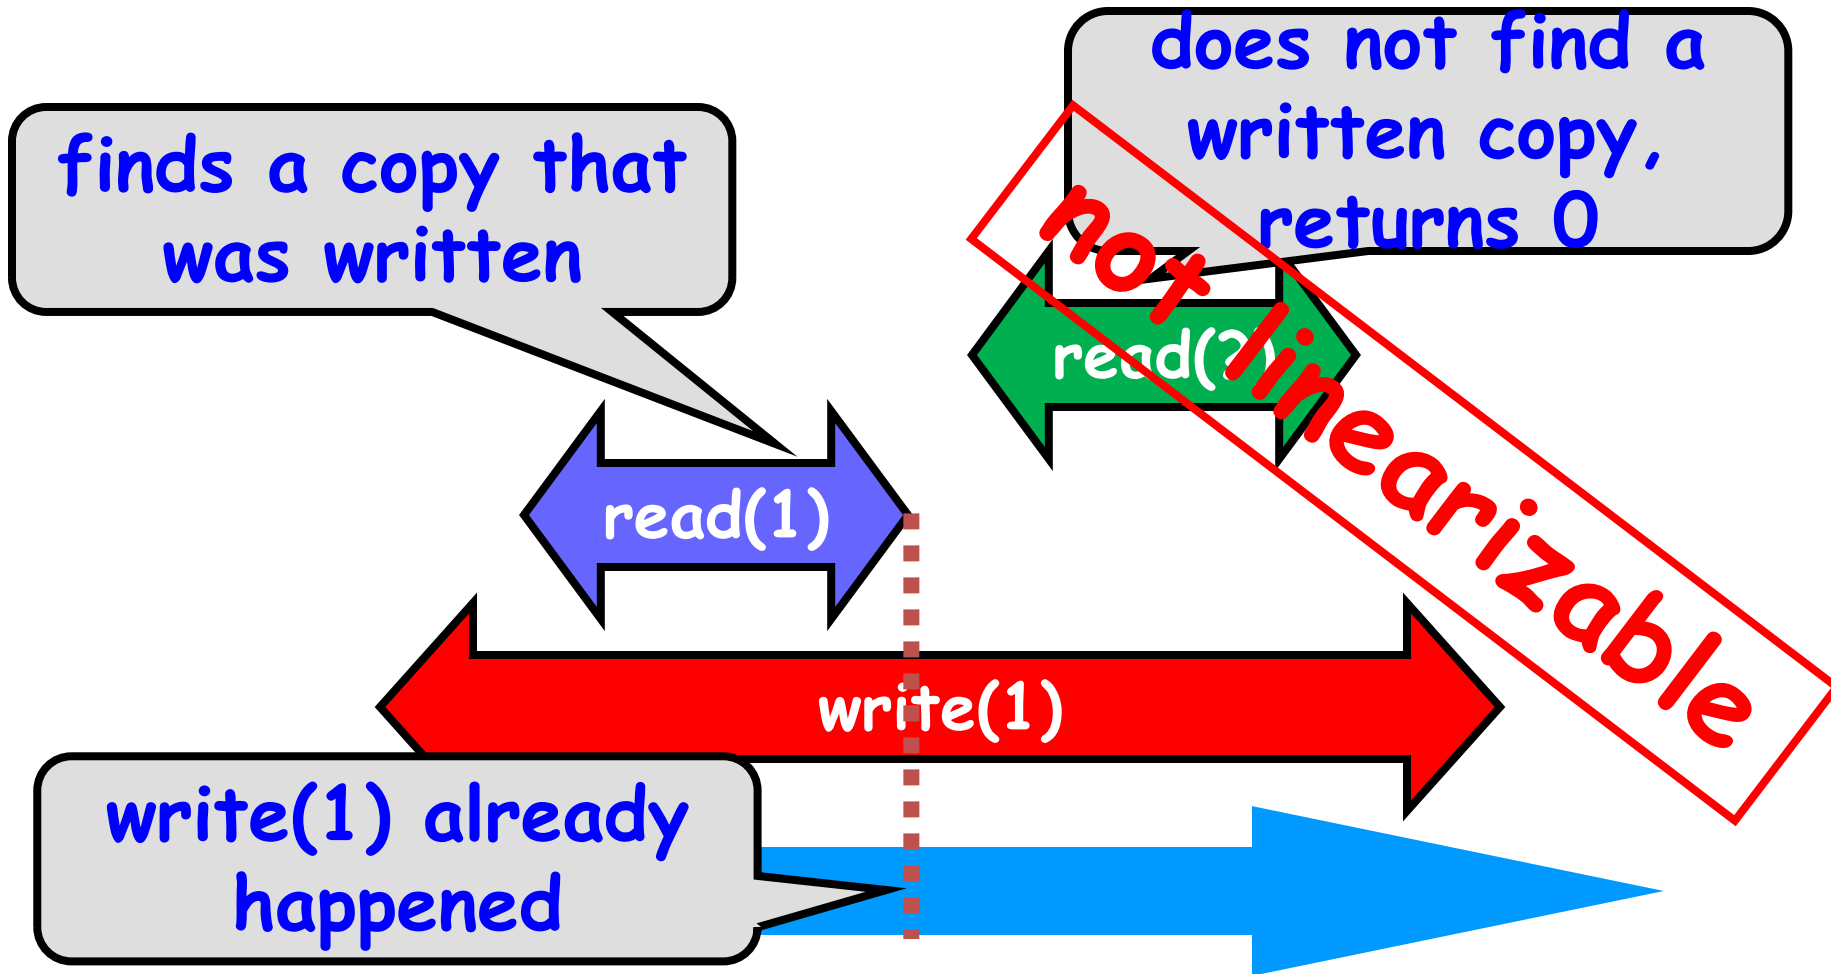 does not find a
written copy,
returns 0
finds a copy that
was written
not linearizable
read(?)
read(1)
write(1)
write(1) already
happened